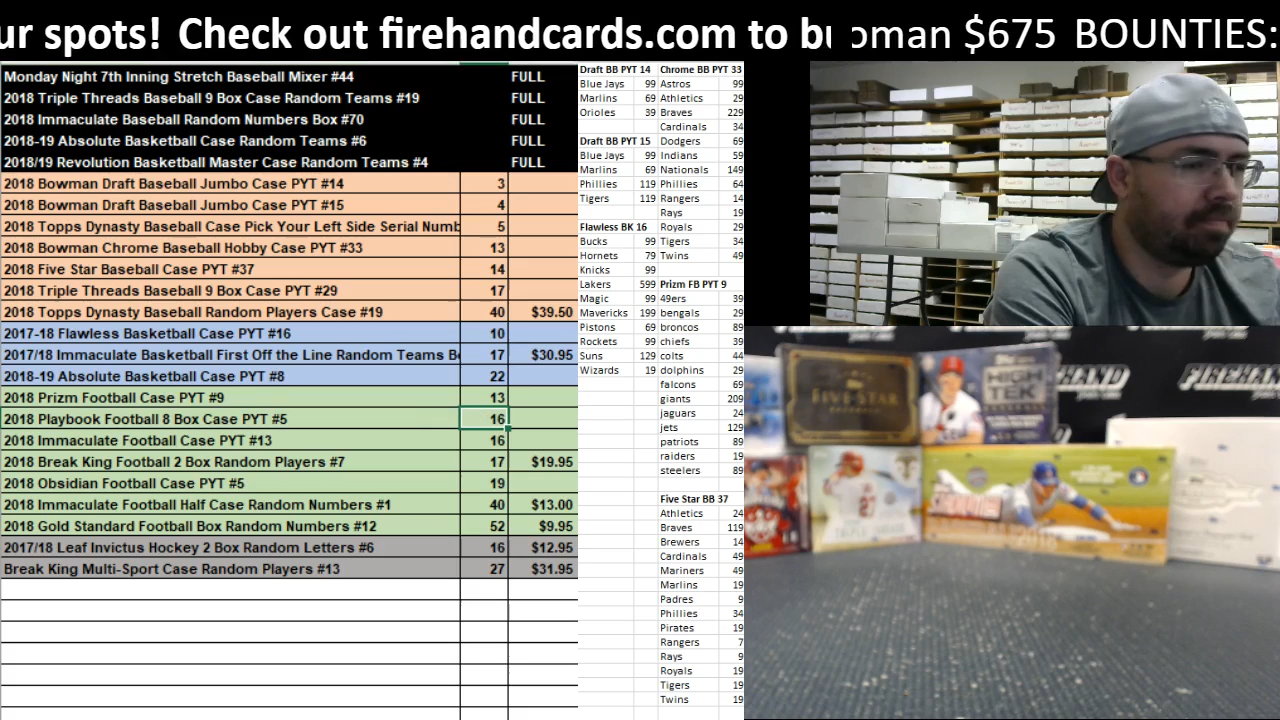 ur spots! Check out firehandcards.com to bu
oman $675 BOUNTIES:
Monday Night 7th Inning Stretch Baseball Mixer #44 FULL
2018 Triple Threads Baseball 9 Box Case Random Teams #19 FULL
2018 Immaculate Baseball Random Numbers Box #70 FULL
2018-19 Absolute Basketball Random Teams #6 FULL
2018/19 Revolution Basketball Master Case Random Teams #4 FULL
2018 Bowman Draft Baseball Jumbo Case PYT #14 3
2018 Bowman Draft Baseball Jumbo Case PYT #15 4
2018 Topps Dynasty Baseball Case Pick Your Left Side Serial Numb 5
2018 Bowman Chrome Baseball Hobby Case PYT #33 13
2018 Five Star Baseball Case PYT #37 14
2018 Triple Threads Baseball 9 Box Case PYT #29 17
2018 Topps Dynasty Baseball Random Players Case #19 40 $39.50
2017-18 Flawless Basketball Case PYT #16 10
2017/18 Immaculate Basketball First Off the Line Random Teams Bo 17 $30.95
2018-19 Absolute Basketball Case PYT #8 22
2018 Prizm Football Case PYT #9 13
2018 Playbook Football 8 Box Case PYT #5 16
2018 Immaculate Football Case PYT #13 16
2018 Break King Football 2 Box Random Players #7 17 $19.95
2018 Obsidian Football Case PYT #5 19
2018 Immaculate Football Half Case Random Numbers #1 40 $13.00
2018 Gold Standard Football Box Random Numbers #12 52 $9.95
2017/18 Leaf Invictus Hockey 2 Box Random Letters #6 16 $12.95
Break King Multi-Sport Case Random Players #13 27 $31.95
Draft BB PYT 14
Blue Jays 99
Marlins 69
Orioles 39
Draft BB PYT 15
Blue Jays 99
Marlins 69
Phillies 119
Tigers 119
Flawless BK 16
Bucks 99
Hornets 79
Knicks 99
Lakers 599
Magic 99
Mavericks 199
Pistons 69
Rockets 99
Suns 129
Wizards 19
Chrome BB PYT 33
Astros 99
Athletics 29
Braves 229
Cardinals 34
Dodgers 69
Indians 59
Nationals 149
Phillies 64
Rangers 14
Rays 19
Royals 29
Tigers 34
Twins 49
Prizm FB PYT 9
49ers 39
bengals 29
broncos 89
chiefs 39
colts 44
dolphins 29
falcons 69
giants 209
jaguars 24
jets 129
patriots 89
raiders 19
steelers 89
Five Star BB 37
Athletics 24
Braves 119
Brewers 14
Cardinals 49
Mariners 49
Marlins 19
Padres 9
Phillies 34
Pirates 19
Rangers 7
Rays 9
Royals 19
Tigers 19
Twins 19
FIVE STAR
HIGH TEK
27
FIREHAND